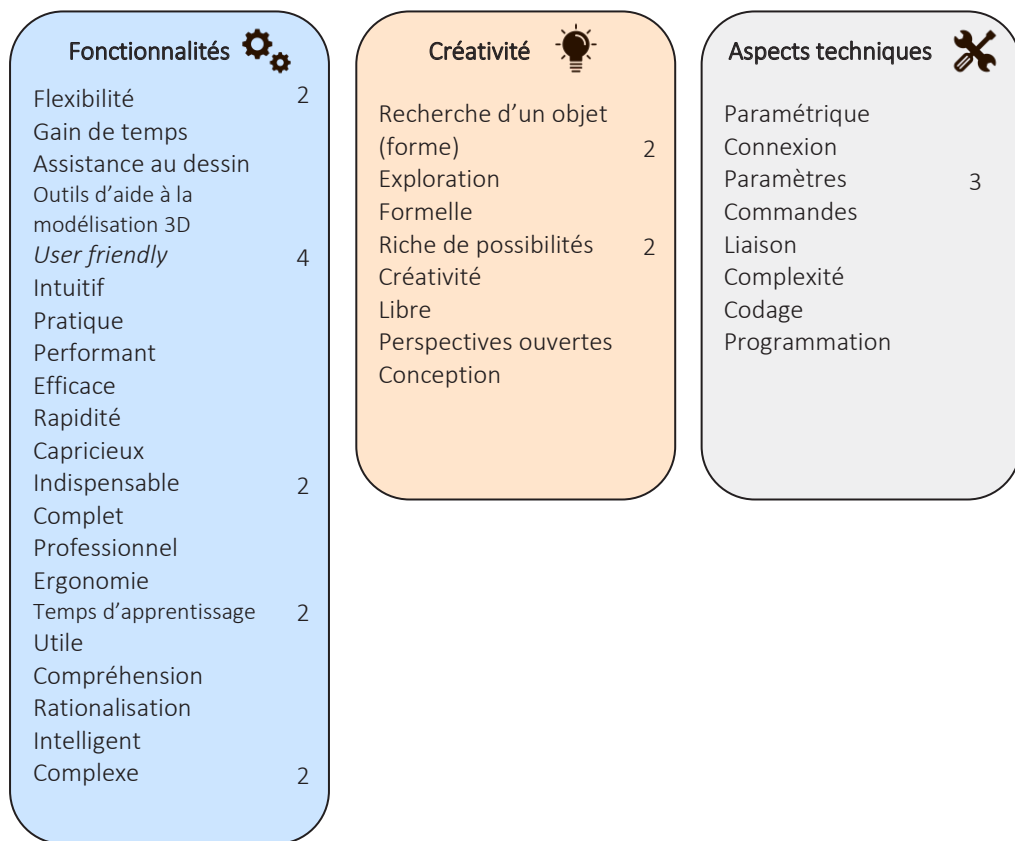 Fonctionnalités
Flexibilité 2
Gain de temps
Assistance au dessin
Outils d’aide à la
modélisation 3D
User friendly 4
Intuitif
Pratique
Performant
Efficace
Rapidité
Capricieux
Indispensable 2
Complet
Professionnel
Ergonomie
Temps d’apprentissage 2
Utile
Compréhension
Rationalisation
Intelligent
Complexe 2
Créativité
Recherche d’un objet
(forme) 2
Exploration
Formelle
Riche de possibilités 2
Créativité
Libre
Perspectives ouvertes
Conception
Aspects techniques
Paramétrique
Connexion
Paramètres 3
Commandes
Liaison
Complexité
Codage
Programmation